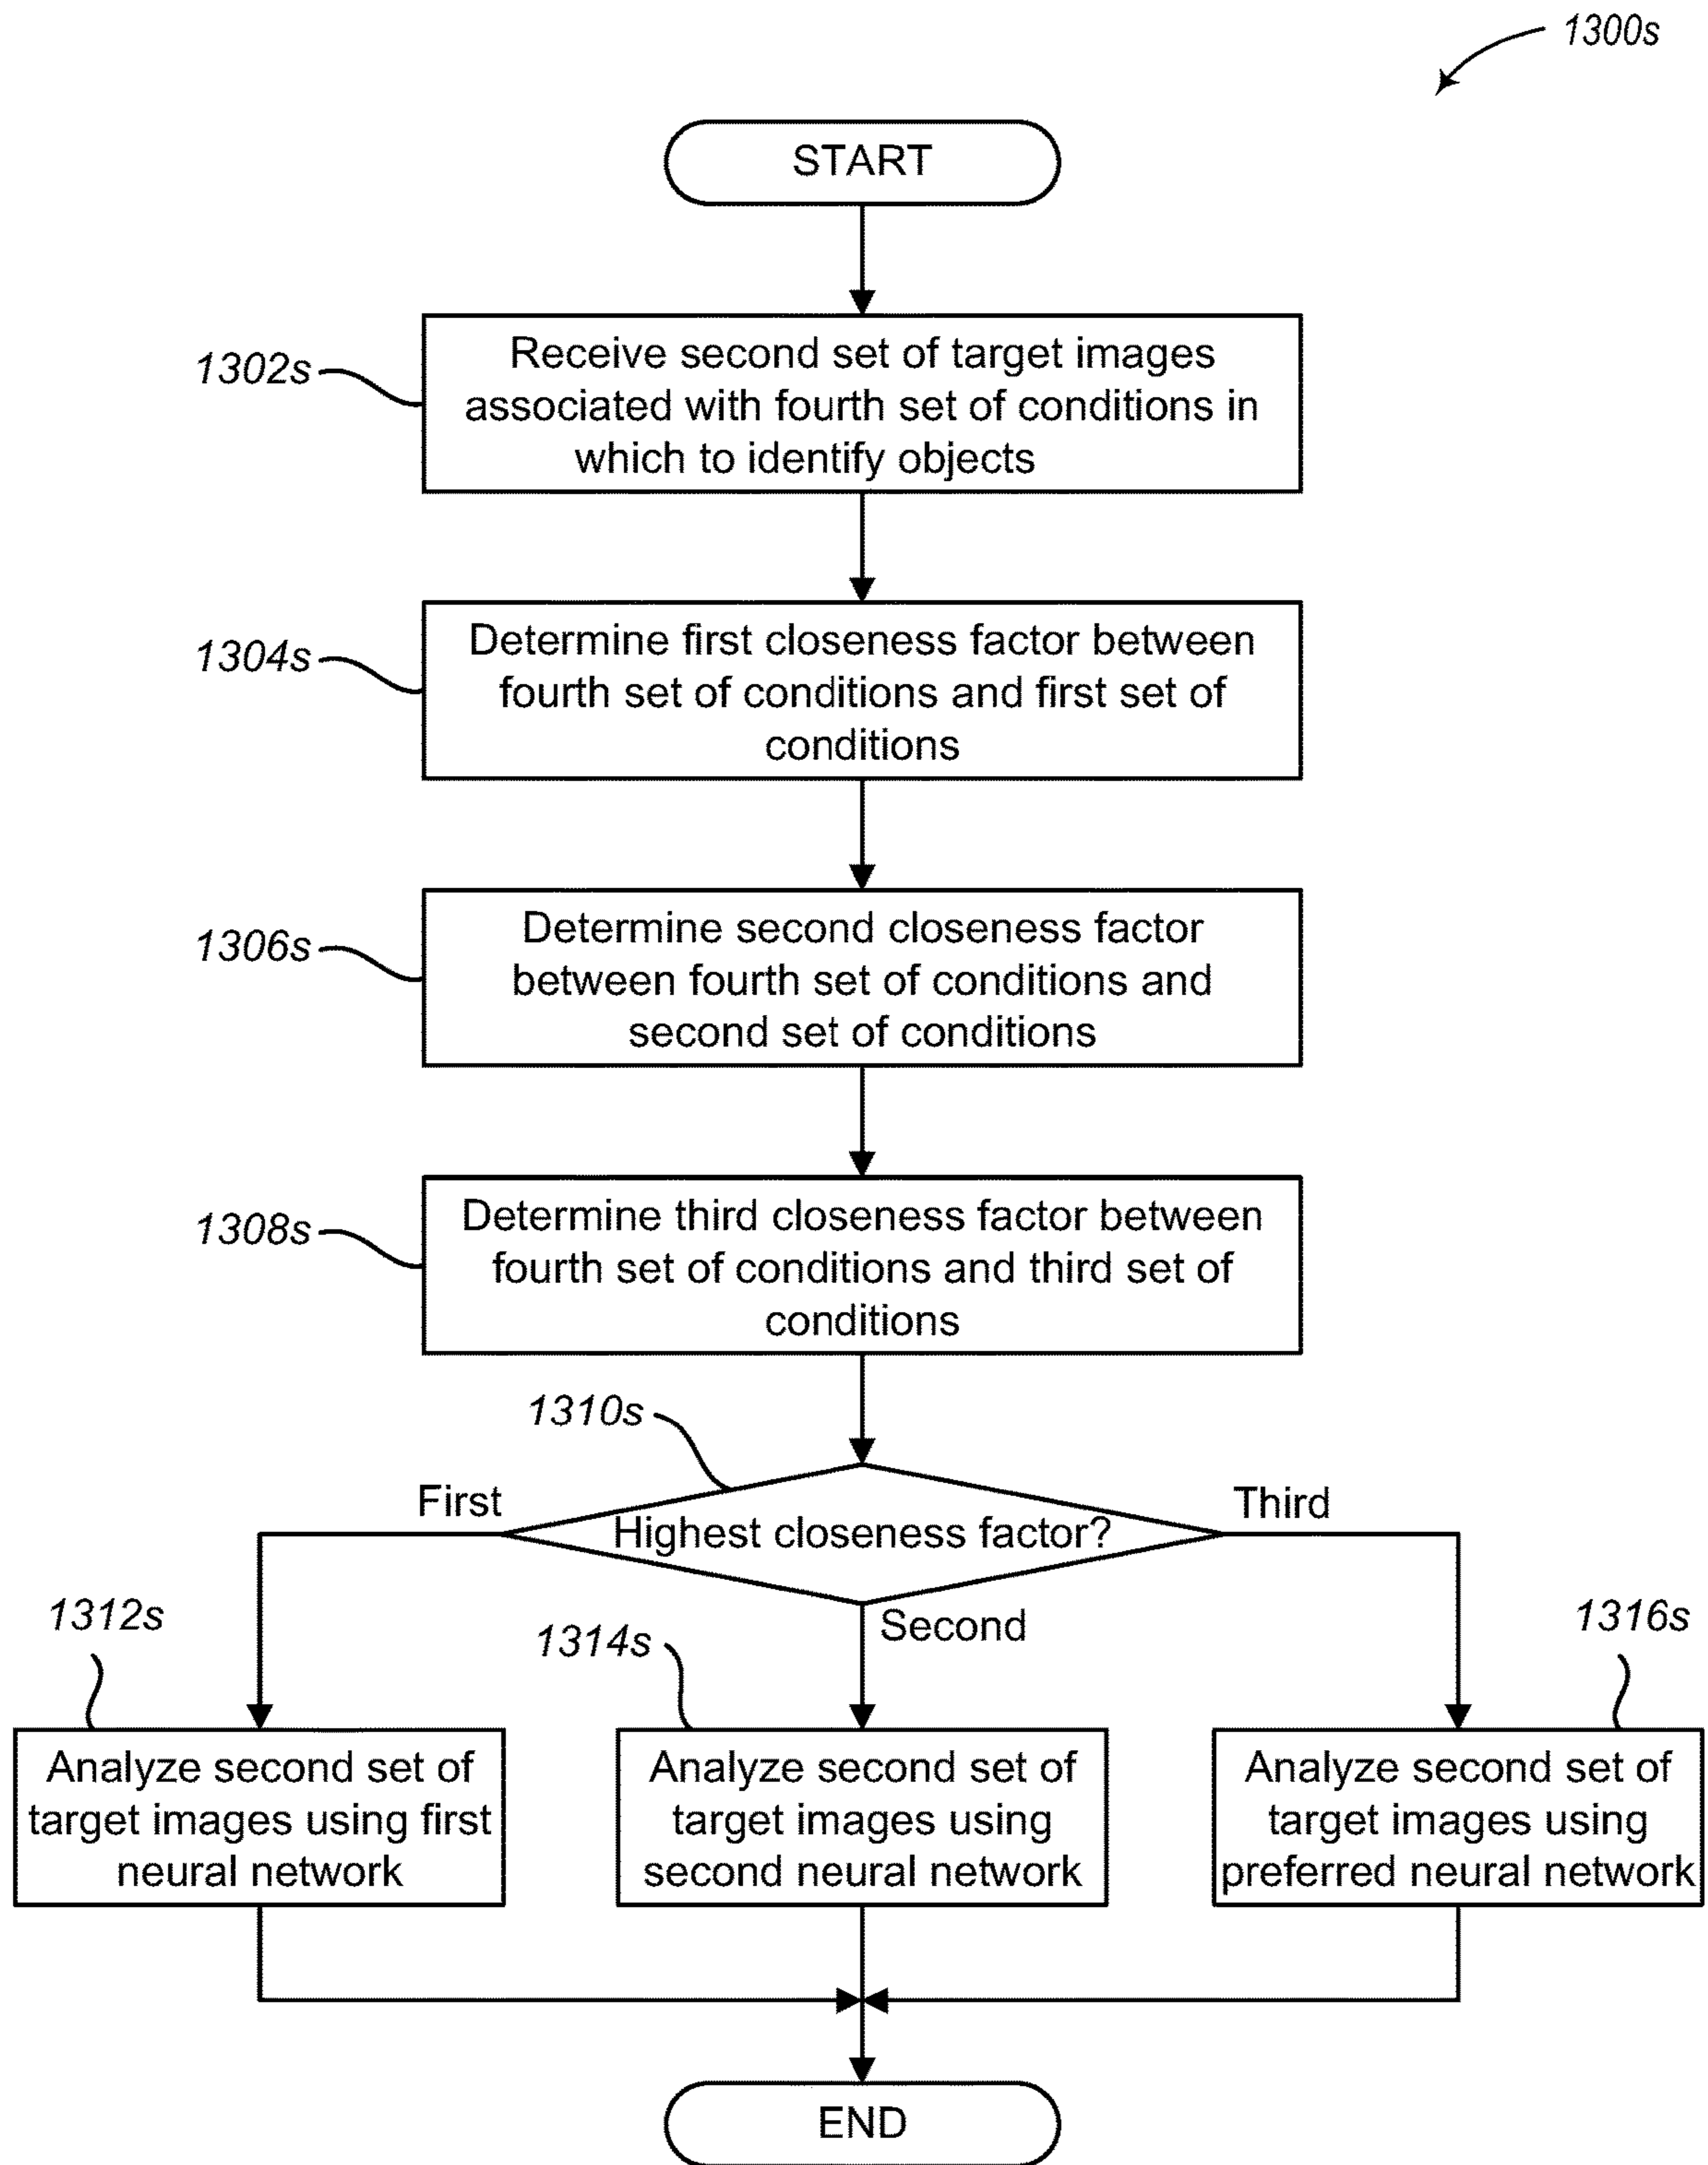 1300s
START
1302s
Receive second set of target images
associated with fourth set of conditions in
which to identify objects
1304s
Determine first closeness factor between
fourth set of conditions and first set of
conditions
1306s
Determine second closeness factor
between fourth set of conditions and
second set of conditions
1308s
Determine third closeness factor between
fourth set of conditions and third set of
conditions
1310s
First
Highest closeness factor?
Third
Second
1312s
1314s
1316s
Analyze second set of
target images using first
neural network
Analyze second set of
target images using
second neural network
Analyze second set of
target images using
preferred neural network
END